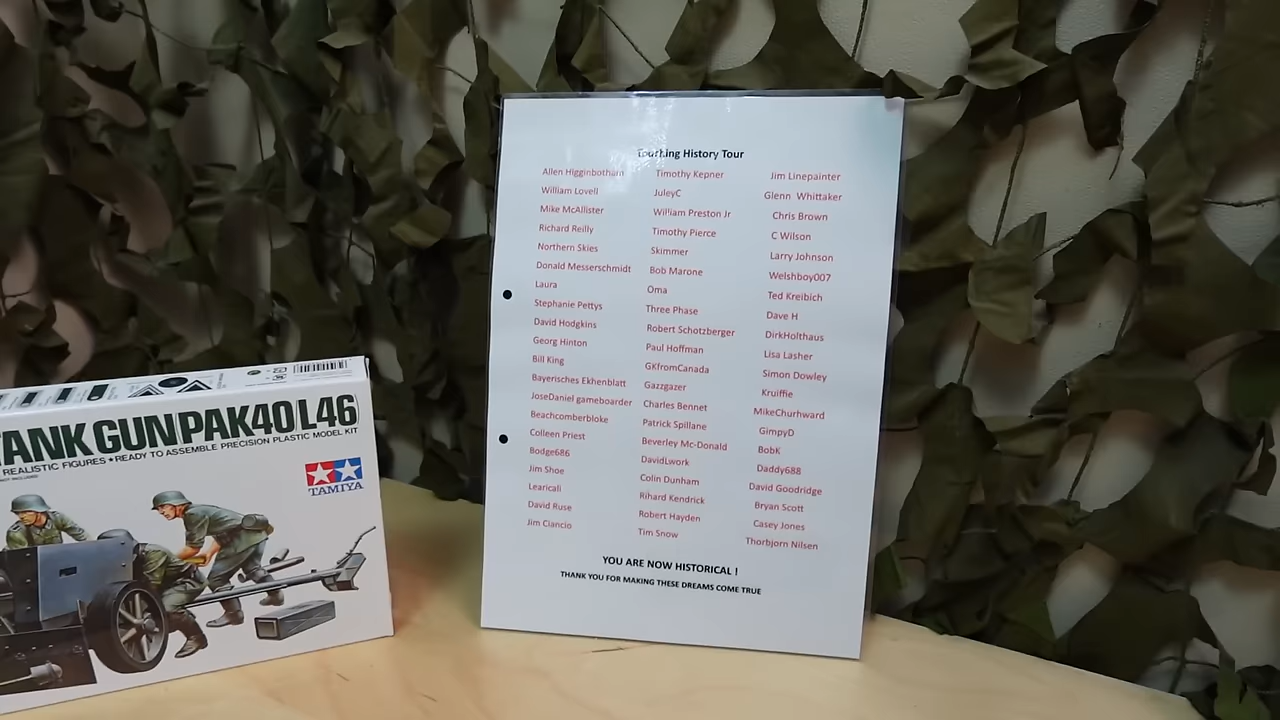 TANK GUN PAK40/L46
REALISTIC FIGURES • READY TO ASSEMBLE PRECISION PLASTIC MODEL KIT
TAMIYA
Touching History Tour
Allen Higginbotham Timothy Kepner Jim Linepainter
William Lovell JuleyC Glenn Whittaker
Mike McAllister William Preston Jr Chris Brown
Richard Reilly Timothy Pierce C Wilson
Northern Skies Skimmer Larry Johnson
Donald Messerschmidt Bob Marone Welshboy007
Laura Oma Ted Kreibich
Stephanie Pettys Three Phase Dave H
David Hodgkins Robert Schotzberger DirkHolthaus
Georg Hinton Paul Hoffman Lisa Lasher
Bill King GKfromCanada Simon Dowley
Bayerisches Ekhenblatt Gazzgazer Kruiffie
JoseDaniel gameboarder Charles Bennet MikeChurhward
Beachcomberbloke Patrick Spillane GimpyD
Colleen Priest Beverley Mc-Donald BobK
Bodge686 DavidLwork Daddy688
Jim Shoe Colin Dunham David Goodridge
Learicali Rihard Kendrick Bryan Scott
David Ruse Robert Hayden Casey Jones
Jim Ciancio Tim Snow Thorbjorn Nilsen
YOU ARE NOW HISTORICAL !
THANK YOU FOR MAKING THESE DREAMS COME TRUE